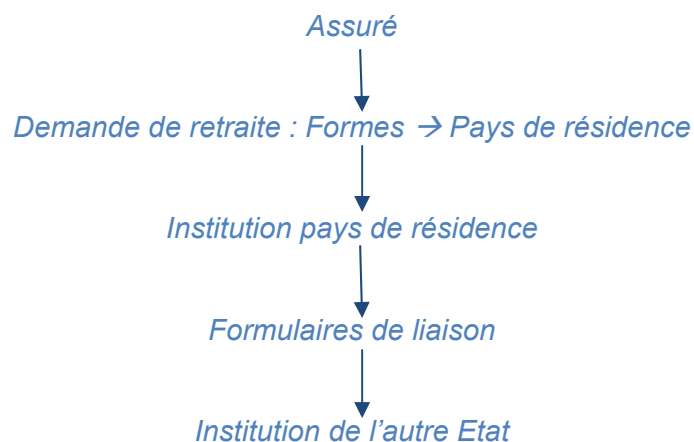 Assuré
Demande de retraite : Formes → Pays de résidence
Institution pays de résidence
Formulaires de liaison
Institution de l’autre Etat